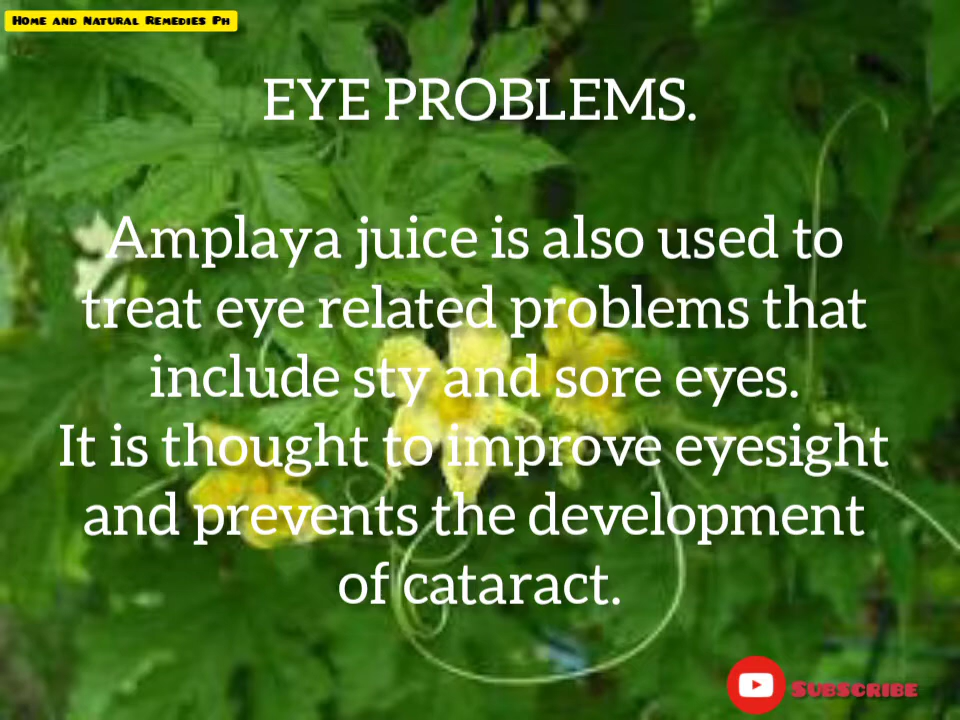 Home and Natural Remedies Ph
EYE PROBLEMS.
Amplaya juice is also used to
treat eye related problems that
include sty and sore eyes.
It is thought to improve eyesight
and prevents the development
of cataract.
Subscribe